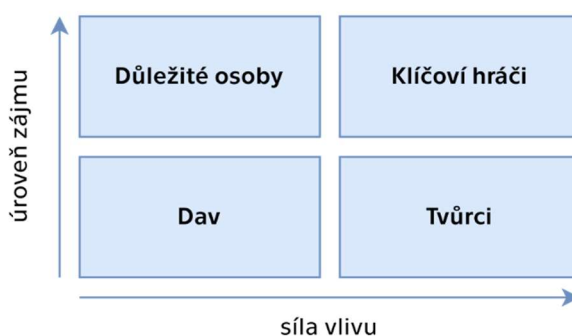 Důležité osoby
Klíčoví hráči
Dav
Tvůrci
úroveň zájmu
síla vlivu